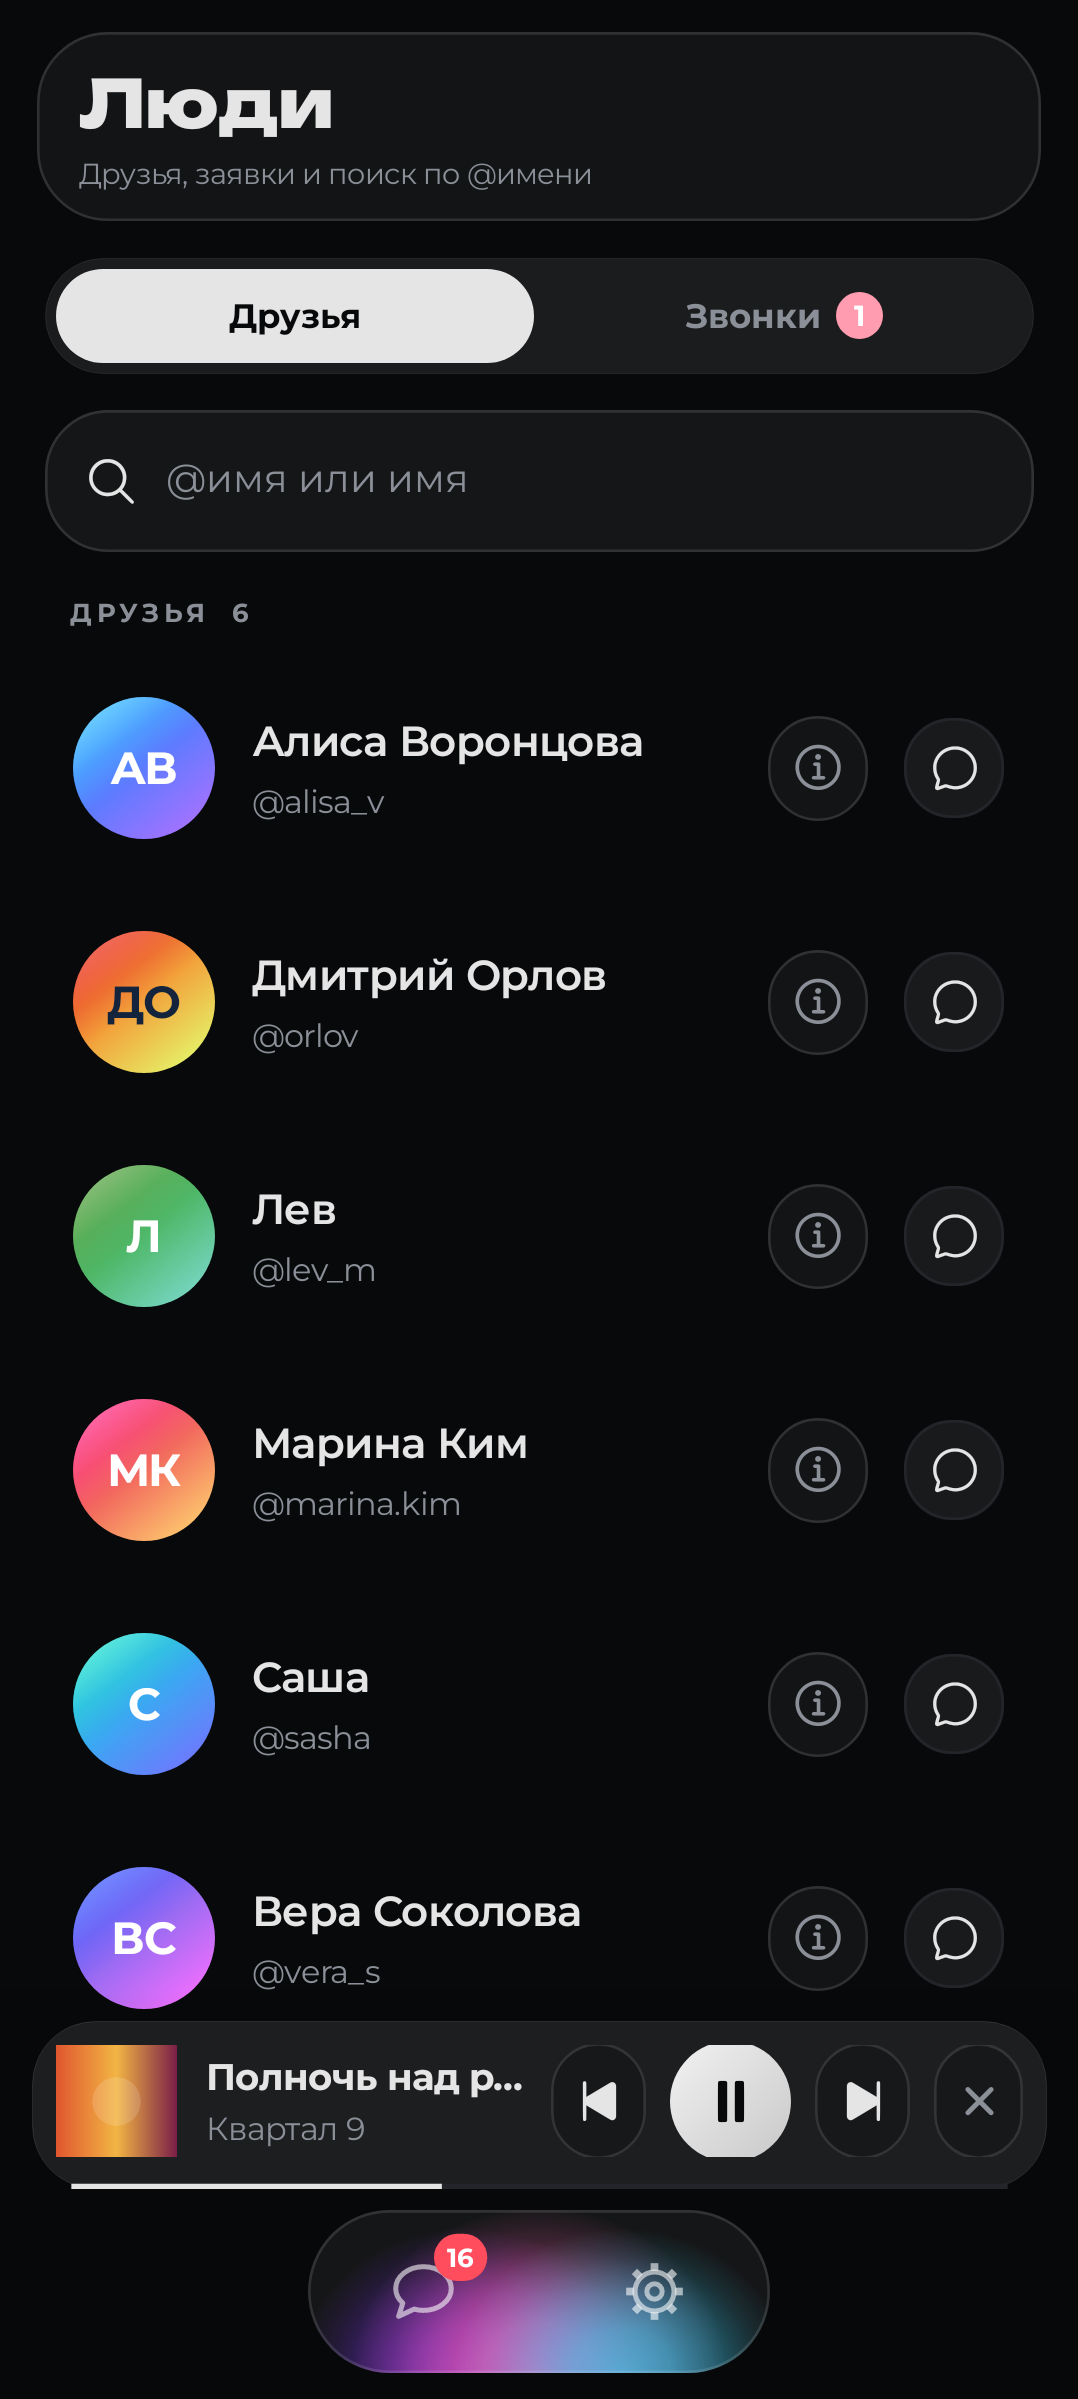 Люди
Друзья, заявки и поиск по @имени
Друзья
Звонки 1
@имя или имя
ДРУЗЬЯ 6
АВ
Алиса Воронцова
@alisa_v
ДО
Дмитрий Орлов
@orlov
Л
Лев
@lev_m
МК
Марина Ким
@marina.kim
С
Саша
@sasha
ВС
Вера Соколова
@vera_s
Полночь над р...
Квартал 9
16